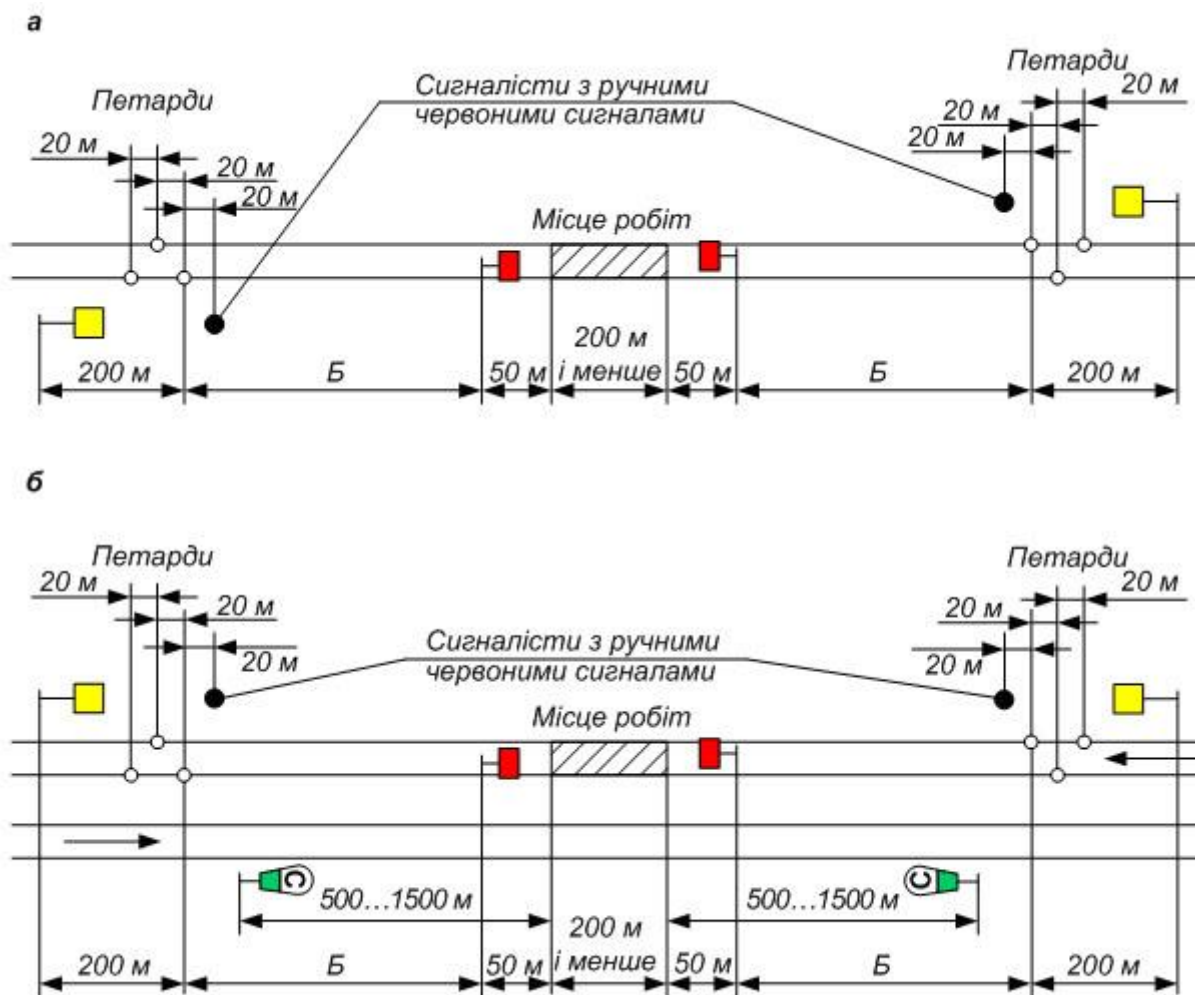 а
Петарди
20 м
20 м
20 м
Сигналісти з ручними
червоними сигналами
Петарди
20 м
20 м
20 м
Місце робіт
200 м
Б
50 м
200 м
і менше
50 м
Б
200 м
б
Петарди
20 м
20 м
20 м
Сигналісти з ручними
червоними сигналами
Петарди
20 м
20 м
20 м
Місце робіт
С
500...1500 м
С
500...1500 м
200 м
Б
50 м
200 м
і менше
50 м
Б
200 м